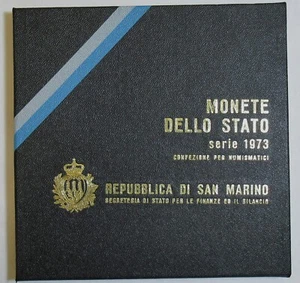 MONETE
DELLO STATO
serie 1973
CONFEZIONE PER NUMISMATICI
REPUBBLICA DI SAN MARINO
SEGRETERIA DI STATO PER LE FINANZE ED IL BILANCIO